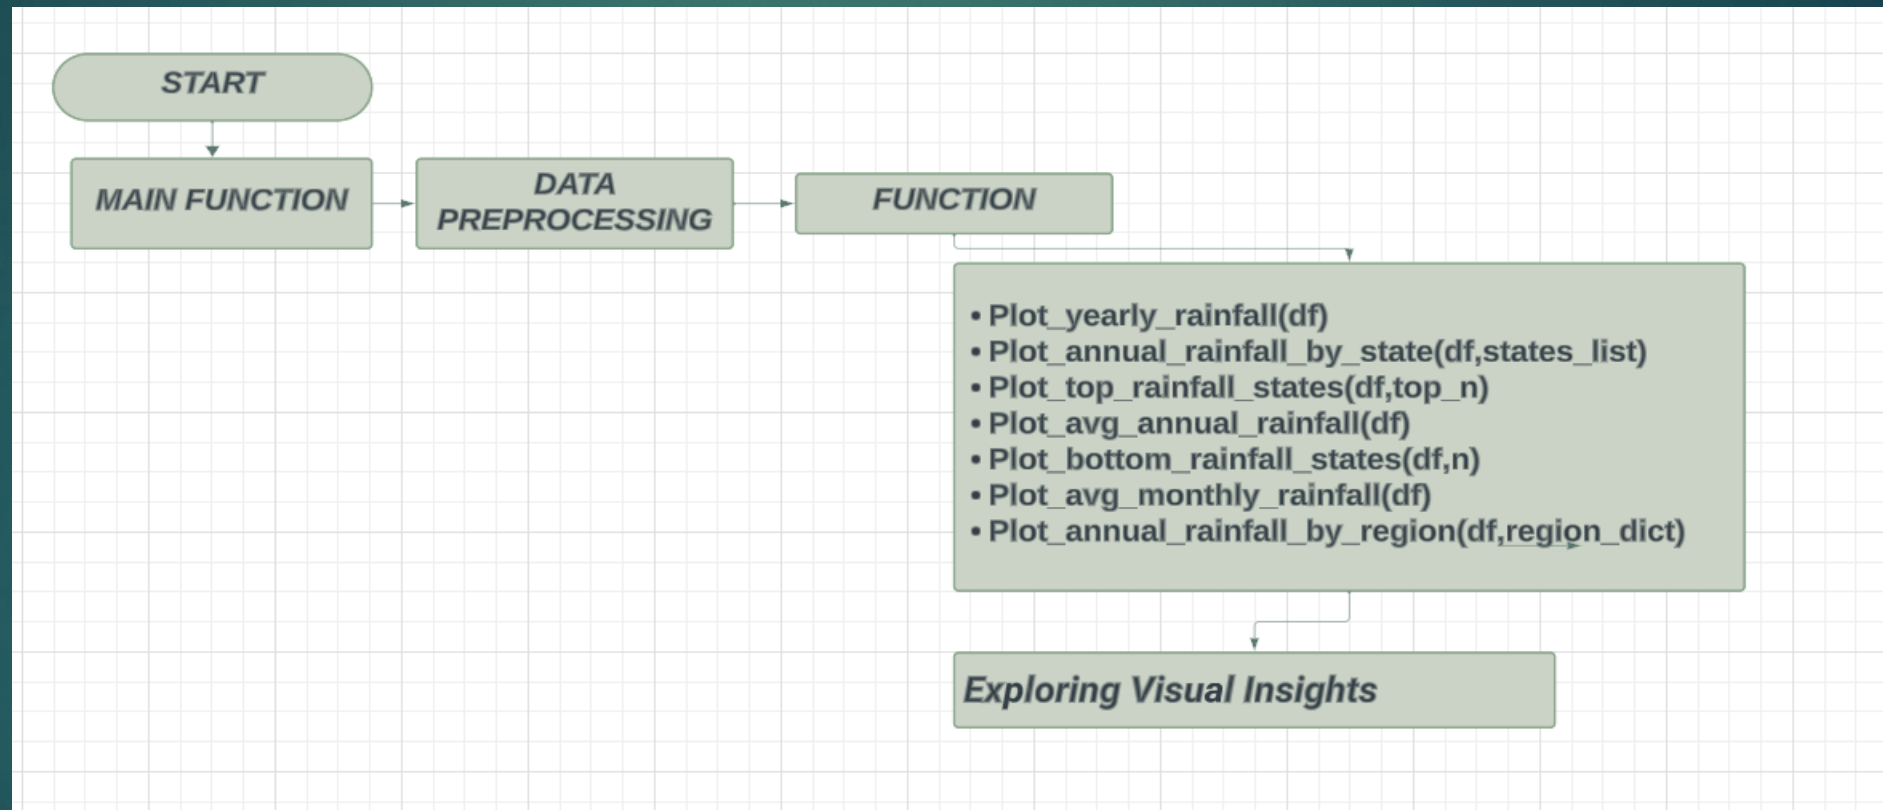 START
MAIN FUNCTION
DATA
PREPROCESSING
FUNCTION
• Plot_yearly_rainfall(df)
• Plot_annual_rainfall_by_state(df,states_list)
• Plot_top_rainfall_states(df,top_n)
• Plot_avg_annual_rainfall(df)
• Plot_bottom_rainfall_states(df,n)
• Plot_avg_monthly_rainfall(df)
• Plot_annual_rainfall_by_region(df,region_dict)
Exploring Visual Insights